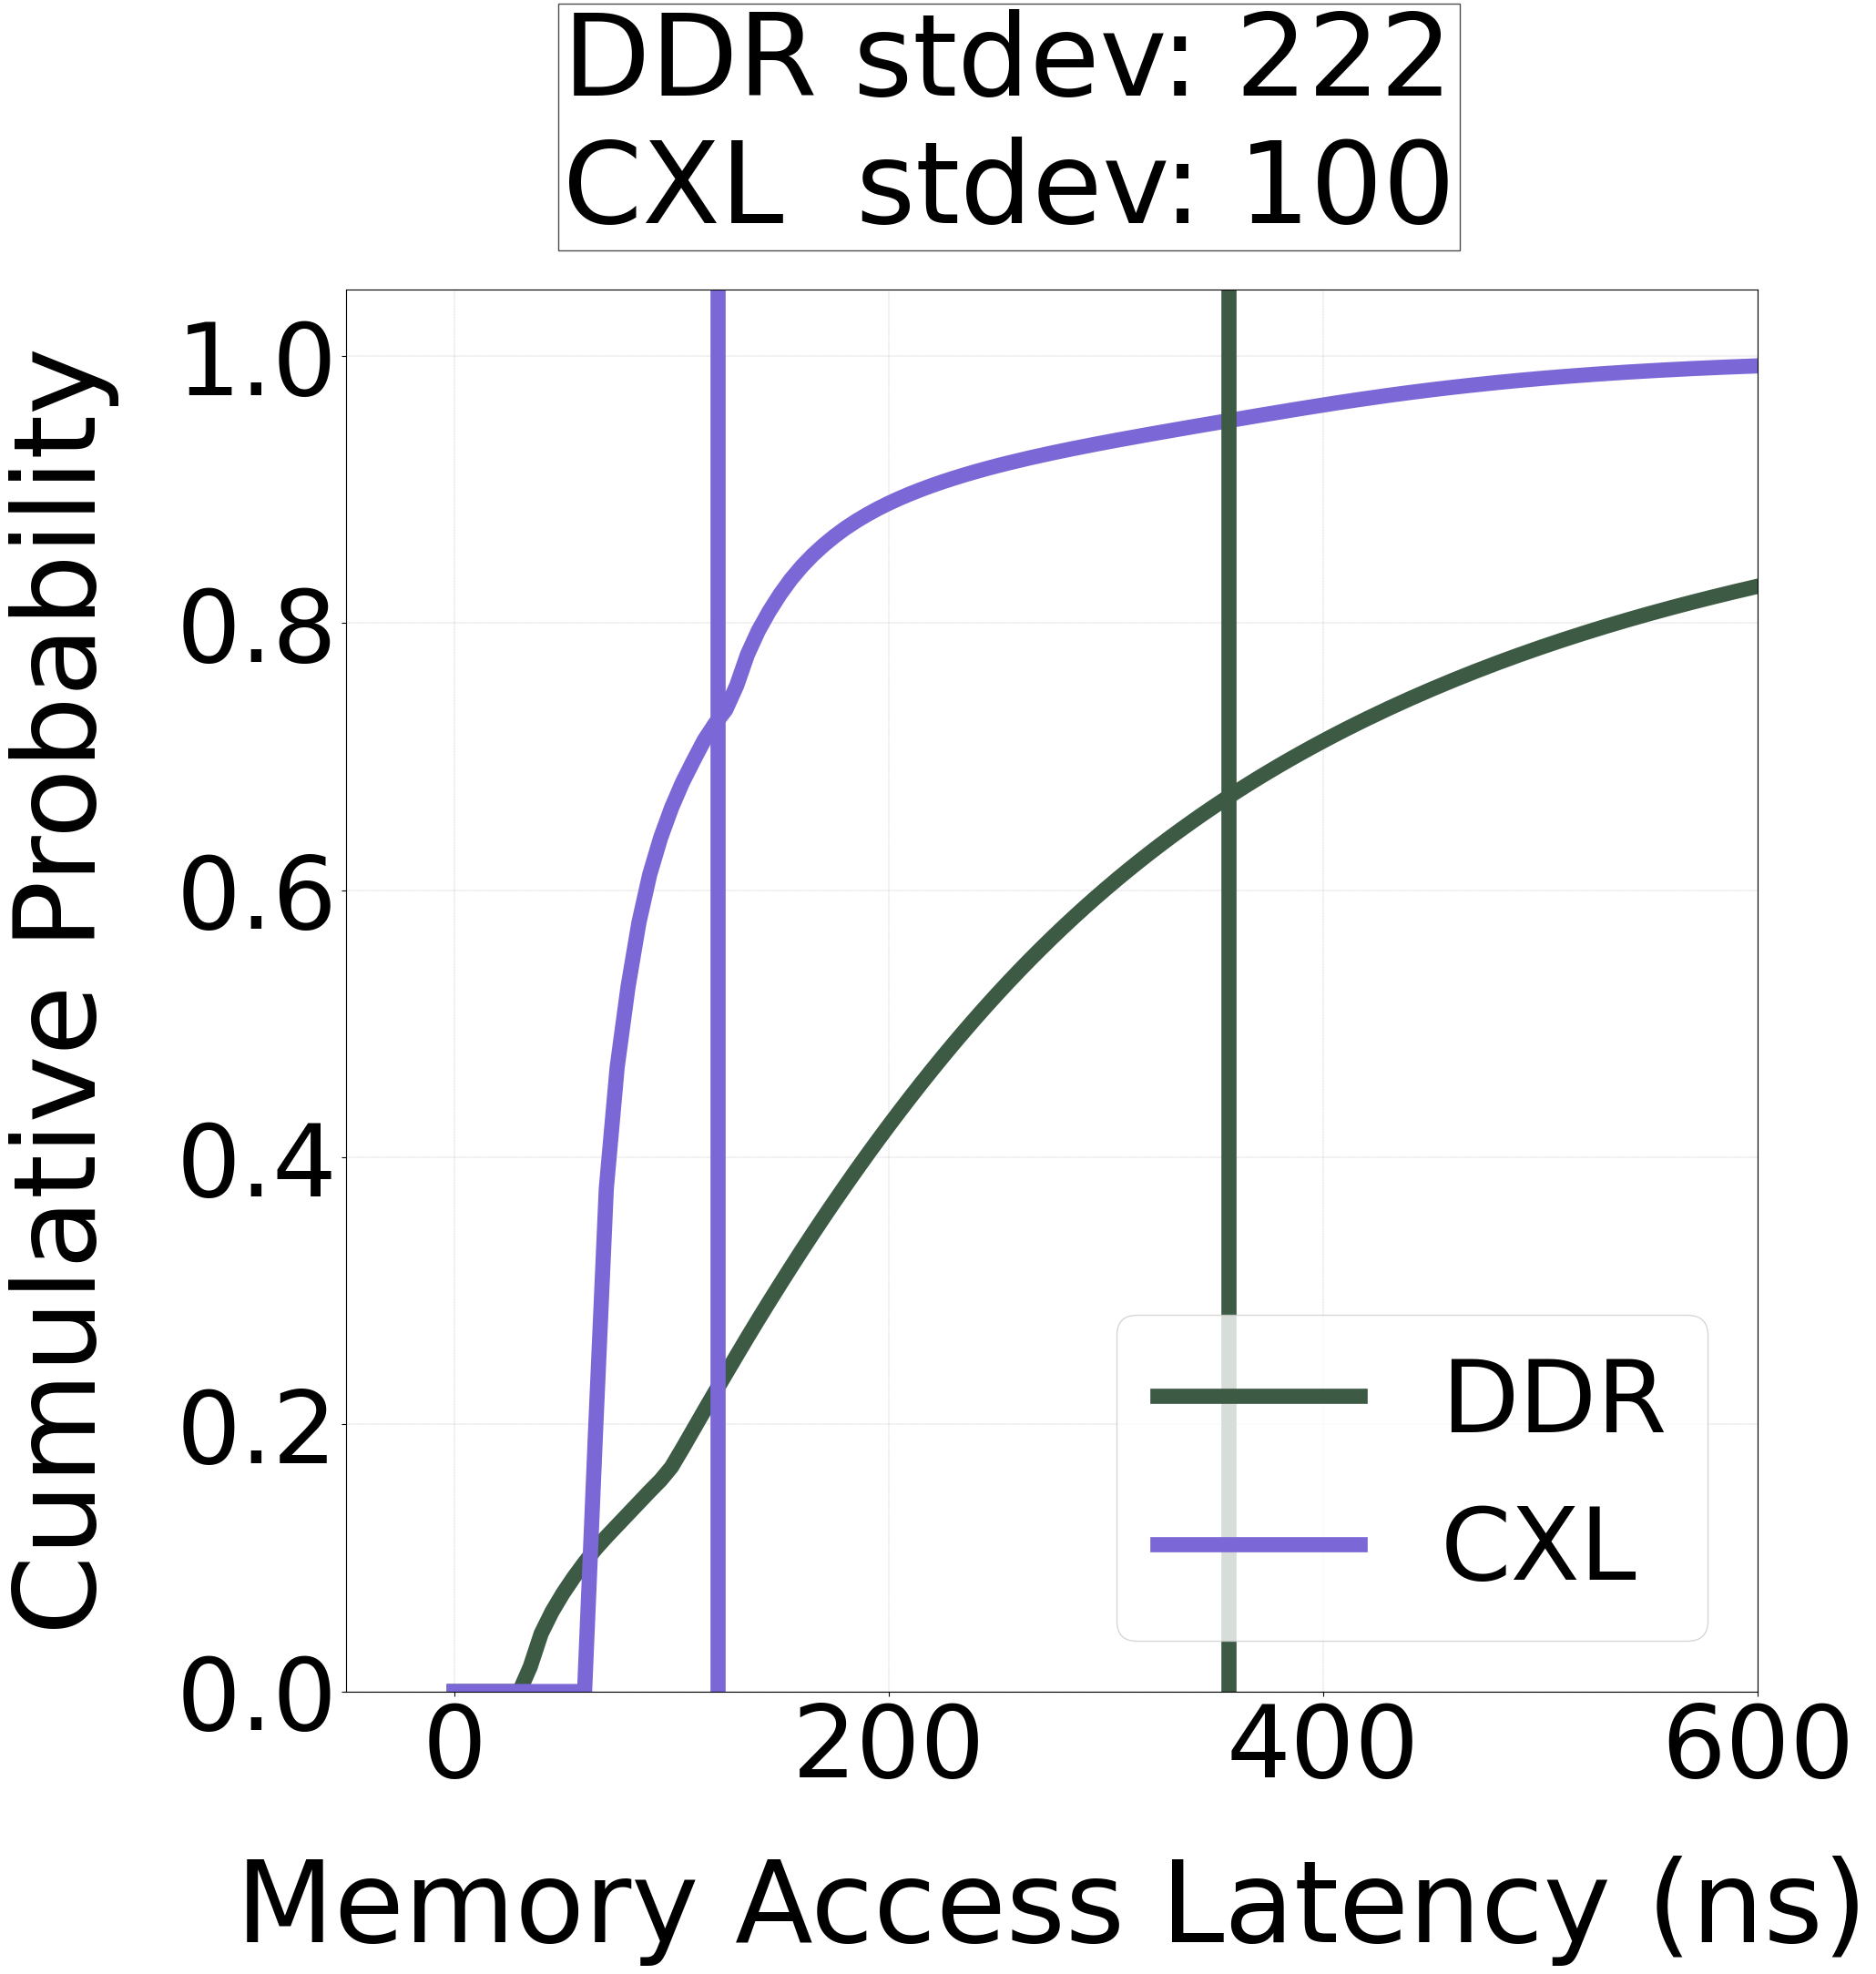 DDR stdev: 222
CXL stdev: 100
Cumulative Probability
1.0
0.8
0.6
0.4
0.2
0.0
0 200 400 600
Memory Access Latency (ns)
DDR
CXL